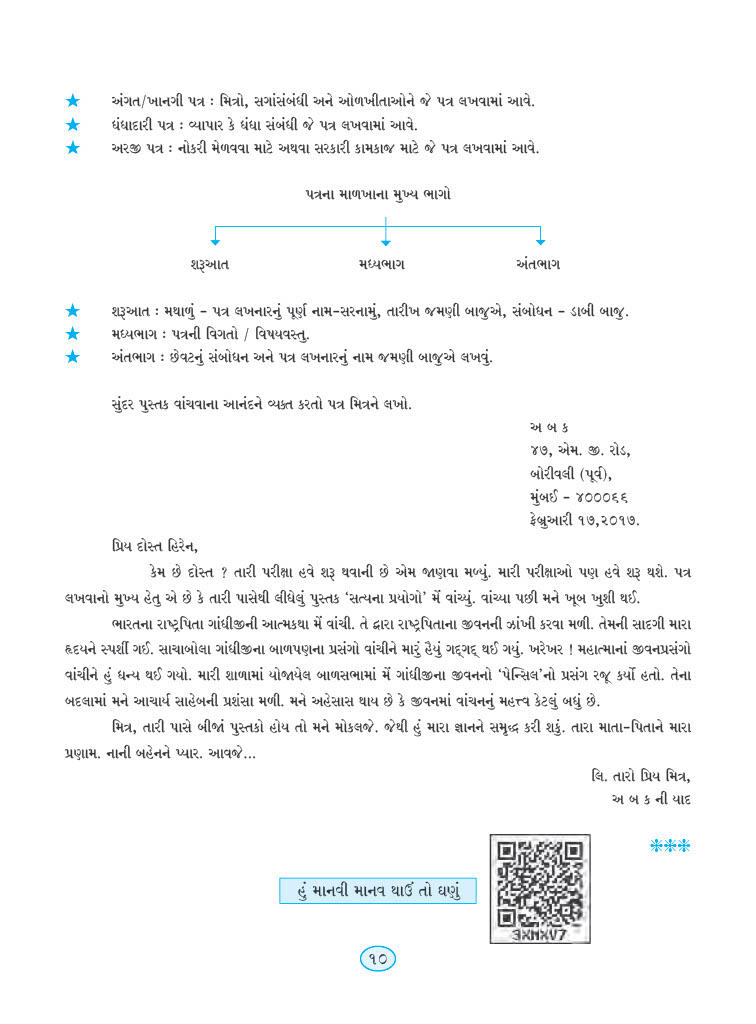 ★ અંગત/ખાનગી પત્ર : મિત્રો, સગાંસંબંધી અને ઓળખીતાઓને જે પત્ર લખવામાં આવે.
★ ધંધાદારી પત્ર : વ્યાપાર કે ધંધા સંબંધી જે પત્ર લખવામાં આવે.
★ અરજી પત્ર : નોકરી મેળવવા માટે અથવા સરકારી કામકાજ માટે જે પત્ર લખવામાં આવે.
પત્રના માળખાના મુખ્ય ભાગો
શરૂઆત મધ્યભાગ અંતભાગ
★ શરૂઆત : મથાળું – પત્ર લખનારનું પૂર્ણ નામ-સરનામું, તારીખ જમણી બાજુએ, સંબોધન – ડાબી બાજુ.
★ મધ્યભાગ : પત્રની વિગતો / વિષયવસ્તુ.
★ અંતભાગ : છેવટનું સંબોધન અને પત્ર લખનારનું નામ જમણી બાજુએ લખવું.
સુંદર પુસ્તક વાંચવાના આનંદને વ્યક્ત કરતો પત્ર મિત્રને લખો.
અ બ ક
૪૭, એમ. જી. રોડ,
બોરીવલી (પૂર્વ),
મુંબઈ – ૪૦૦૦૬૬
ફેબ્રુઆરી ૧૭,૨૦૧૭.
પ્રિય દોસ્ત હિરેન,
કેમ છે દોસ્ત ? તારી પરીક્ષા હવે શરૂ થવાની છે એમ જાણવા મળ્યું. મારી પરીક્ષાઓ પણ હવે શરૂ થશે. પત્ર
લખવાનો મુખ્ય હેતુ એ છે કે તારી પાસેથી લીધેલું પુસ્તક ‘સત્યના પ્રયોગો’ મેં વાંચ્યું. વાંચ્યા પછી મને ખૂબ ખુશી થઈ.
ભારતના રાષ્ટ્રપિતા ગાંધીજીની આત્મકથા મેં વાંચી. તે દ્વારા રાષ્ટ્રપિતાના જીવનની ઝાંખી કરવા મળી. તેમની સાદગી મારા
હૃદયને સ્પર્શી ગઈ. સાચાબોલા ગાંધીજીના બાળપણના પ્રસંગો વાંચીને મારું હૈયું ગદ્‌ગદ્ થઈ ગયું. ખરેખર ! મહાત્માનાં જીવનપ્રસંગો
વાંચીને હું ધન્ય થઈ ગયો. મારી શાળામાં યોજાયેલ બાળસભામાં મેં ગાંધીજીના જીવનનો ‘પેન્સિલ’નો પ્રસંગ રજૂ કર્યો હતો. તેના
બદલામાં મને આચાર્ય સાહેબની પ્રશંસા મળી. મને અહેસાસ થાય છે કે જીવનમાં વાંચનનું મહત્ત્વ કેટલું બધું છે.
મિત્ર, તારી પાસે બીજાં પુસ્તકો હોય તો મને મોકલજે. જેથી હું મારા જ્ઞાનને સમૃદ્ધ કરી શકું. તારા માતા-પિતાને મારા
પ્રણામ. નાની બહેનને પ્યાર. આવજે...
લિ. તારો પ્રિય મિત્ર,
અ બ ક ની યાદ
***
હું માનવી માનવ થાઉં તો ઘણું
3XMXV7
૧૦